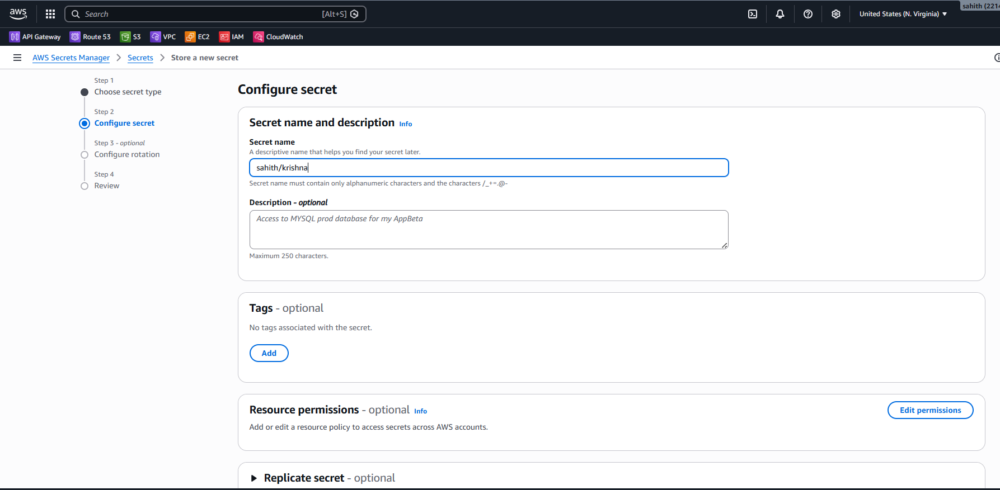 aws
Search [Alt+S]
United States (N. Virginia)
sahith (2214
API Gateway Route 53 S3 VPC EC2 IAM CloudWatch
AWS Secrets Manager Secrets Store a new secret
Step 1
Choose secret type
Step 2
Configure secret
Step 3 - optional
Configure rotation
Step 4
Review
Configure secret
Secret name and description Info
Secret name
A descriptive name that helps you find your secret later.
sahith/krishna
Secret name must contain only alphanumeric characters and the characters /_+=.@-
Description - optional
Access to MYSQL prod database for my AppBeta
Maximum 250 characters.
Tags - optional
No tags associated with the secret.
Add
Resource permissions - optional Info
Edit permissions
Add or edit a resource policy to access secrets across AWS accounts.
Replicate secret - optional